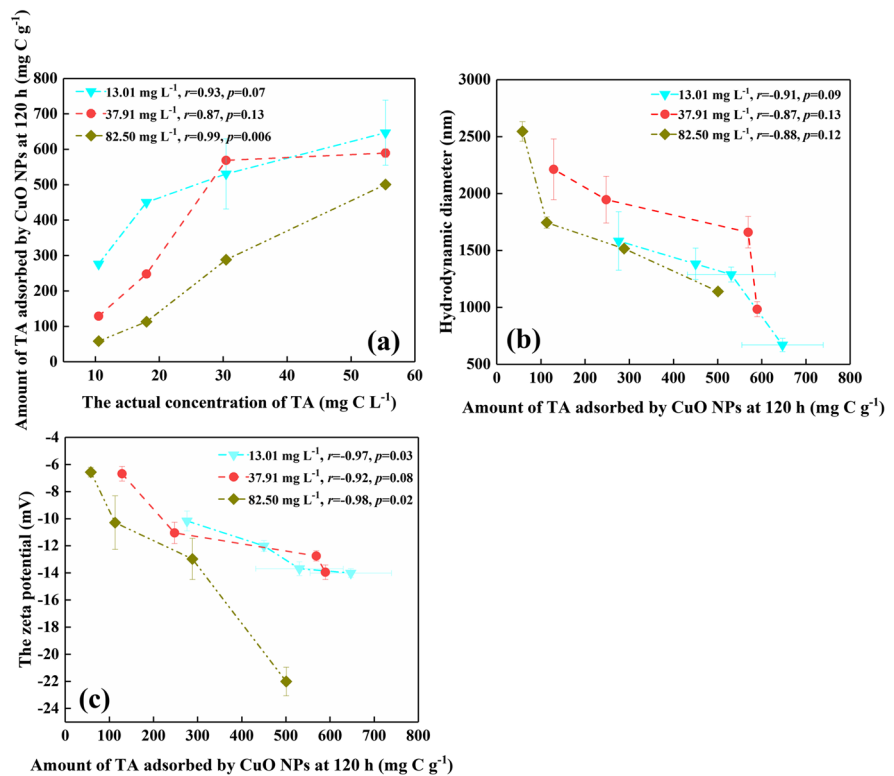 Amount of TA adsorbed by CuO NPs at 120 h (mg C g⁻¹)
800
700
600
500
400
300
200
100
0
13.01 mg L⁻¹, r=0.93, p=0.07
37.91 mg L⁻¹, r=0.87, p=0.13
82.50 mg L⁻¹, r=0.99, p=0.006
(a)
10 20 30 40 50 60
The actual concentration of TA (mg C L⁻¹)
Hydrodynamic diameter (nm)
3000
2500
2000
1500
1000
500
13.01 mg L⁻¹, r=-0.91, p=0.09
37.91 mg L⁻¹, r=-0.87, p=0.13
82.50 mg L⁻¹, r=-0.88, p=0.12
(b)
0 100 200 300 400 500 600 700 800
Amount of TA adsorbed by CuO NPs at 120 h (mg C g⁻¹)
The zeta potential (mV)
-4
-6
-8
-10
-12
-14
-16
-18
-20
-22
-24
13.01 mg L⁻¹, r=-0.97, p=0.03
37.91 mg L⁻¹, r=-0.92, p=0.08
82.50 mg L⁻¹, r=-0.98, p=0.02
(c)
0 100 200 300 400 500 600 700 800
Amount of TA adsorbed by CuO NPs at 120 h (mg C g⁻¹)